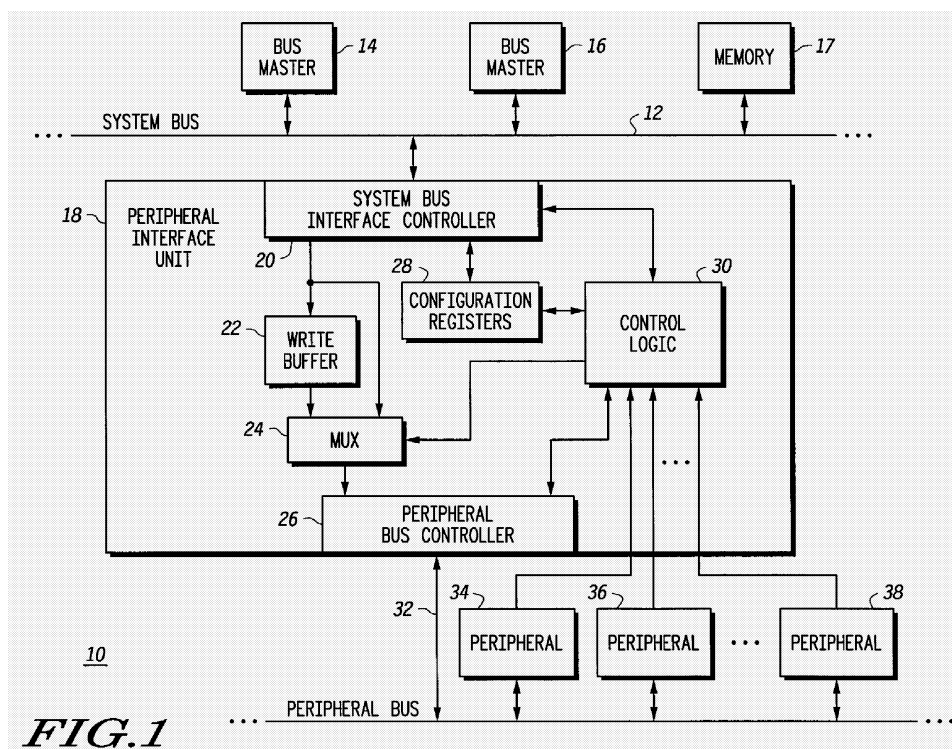 BUS
MASTER
14
BUS
MASTER
16
MEMORY
17
SYSTEM BUS
12
18
PERIPHERAL
INTERFACE
UNIT
SYSTEM BUS
INTERFACE CONTROLLER
20
28
CONFIGURATION
REGISTERS
30
CONTROL
LOGIC
22
WRITE
BUFFER
24
MUX
26
PERIPHERAL
BUS CONTROLLER
32
34
PERIPHERAL
36
PERIPHERAL
38
PERIPHERAL
10
PERIPHERAL BUS
FIG.1